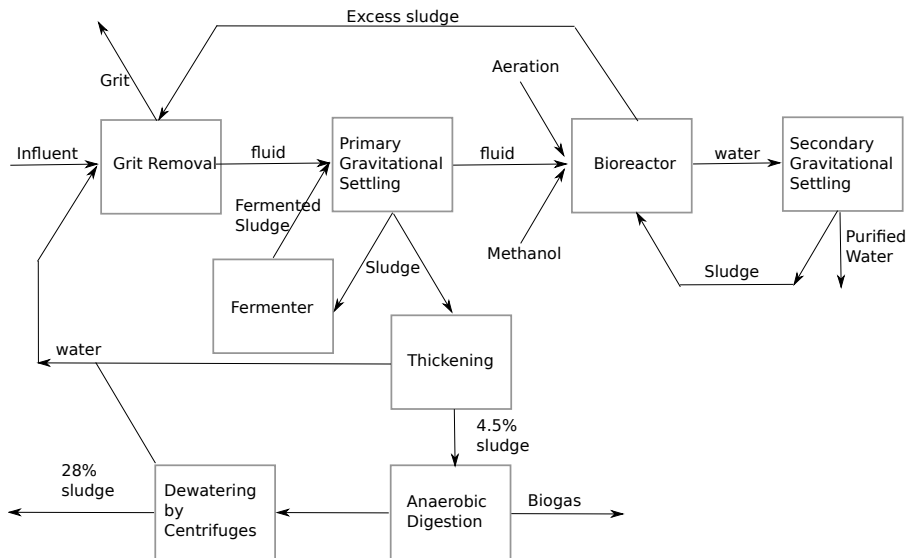 Excess sludge
Grit
Aeration
Influent
Grit Removal
fluid
Primary
Gravitational
Settling
fluid
Bioreactor
water
Secondary
Gravitational
Settling
Fermented
Sludge
Methanol
Purified
Water
Sludge
Sludge
Fermenter
water
Thickening
4.5%
sludge
28%
sludge
Dewatering
by
Centrifuges
Anaerobic
Digestion
Biogas